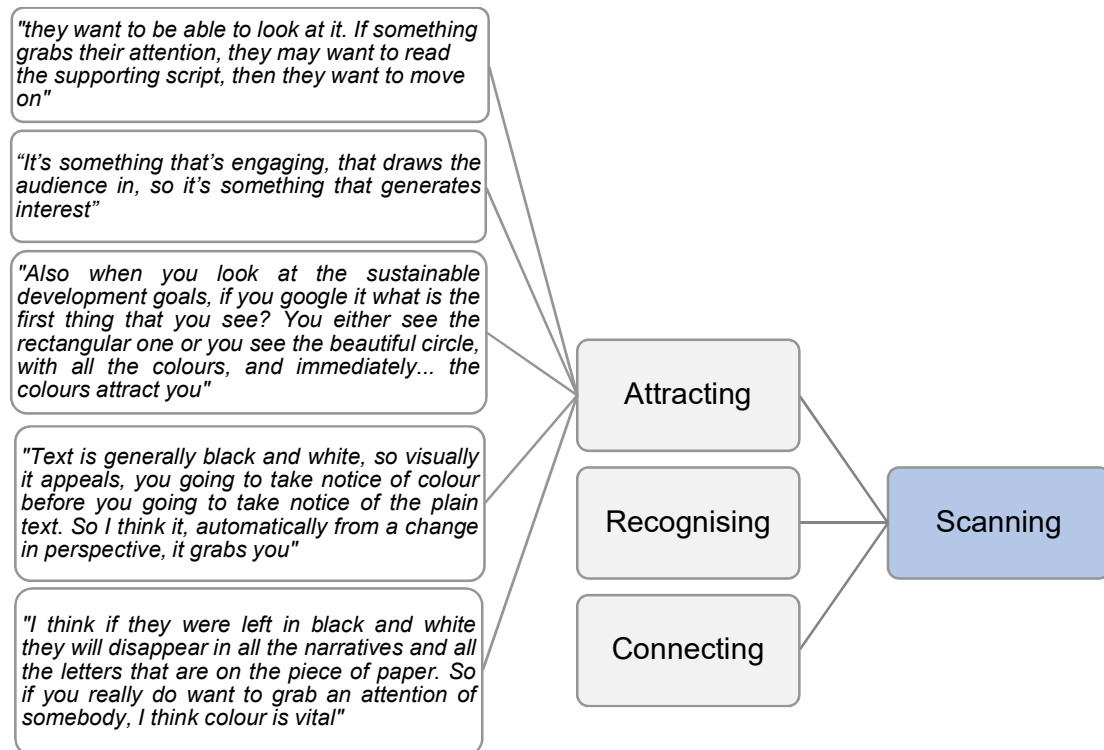 "they want to be able to look at it. If something
grabs their attention, they may want to read
the supporting script, then they want to move
on"
“It’s something that’s engaging, that draws the
audience in, so it’s something that generates
interest”
"Also when you look at the sustainable
development goals, if you google it what is the
first thing that you see? You either see the
rectangular one or you see the beautiful circle,
with all the colours, and immediately... the
colours attract you"
"Text is generally black and white, so visually
it appeals, you going to take notice of colour
before you going to take notice of the plain
text. So I think it, automatically from a change
in perspective, it grabs you"
"I think if they were left in black and white
they will disappear in all the narratives and all
the letters that are on the piece of paper. So
if you really do want to grab an attention of
somebody, I think colour is vital"
Attracting
Recognising
Connecting
Scanning